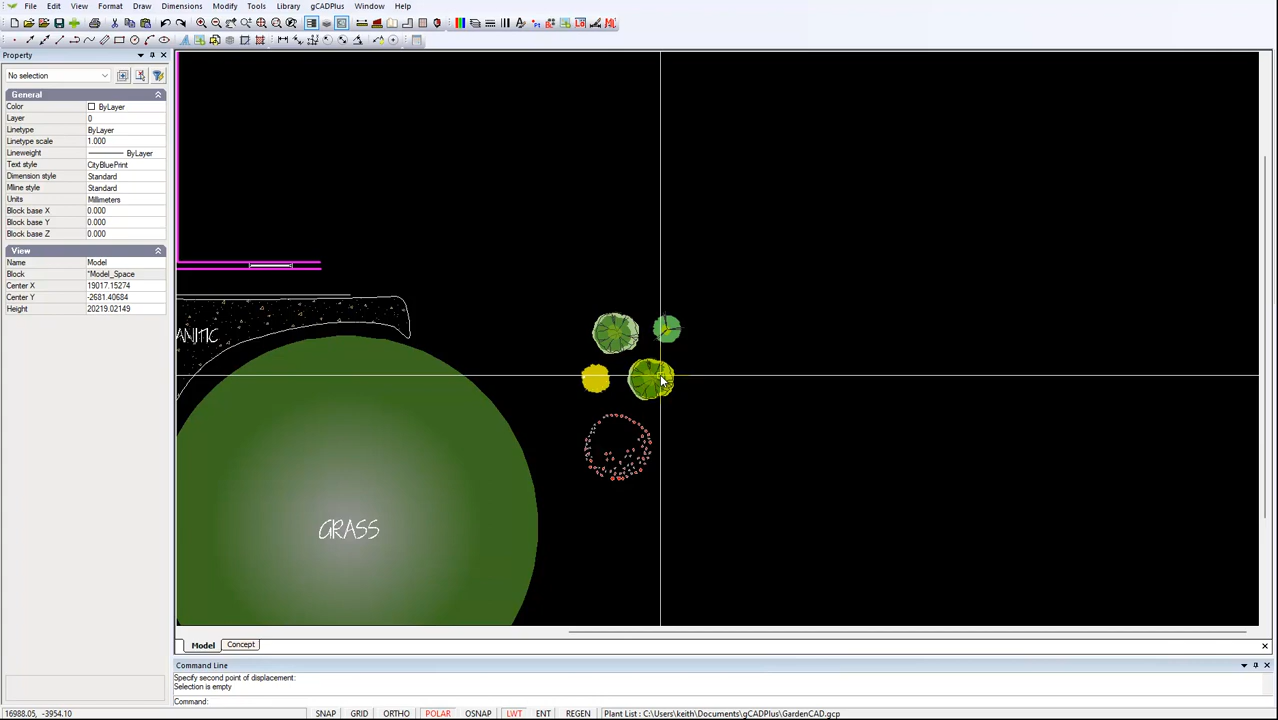 File Edit View Format Draw Dimensions Modify Tools Library gCADPlus Window Help
Property
No selection
General
Color ByLayer
Layer 0
Linetype ByLayer
Linetype scale 1.000
Lineweight ByLayer
Text style CityBluePrint
Dimension style Standard
Mline style Standard
Units Millimeters
Block base X 0.000
Block base Y 0.000
Block base Z 0.000
View
Name Model
Block *Model_Space
Center X 19017.15274
Center Y -2681.40684
Height 20219.02149
ANITIC
GRASS
Model Concept
Command Line
Specify second point of displacement:
Selection is empty
Command:
16988.05, -3954.10 SNAP GRID ORTHO POLAR OSNAP LWT ENT REGEN Plant List : C:\Users\keith\Documents\gCADPlus\GardenCAD.gcp